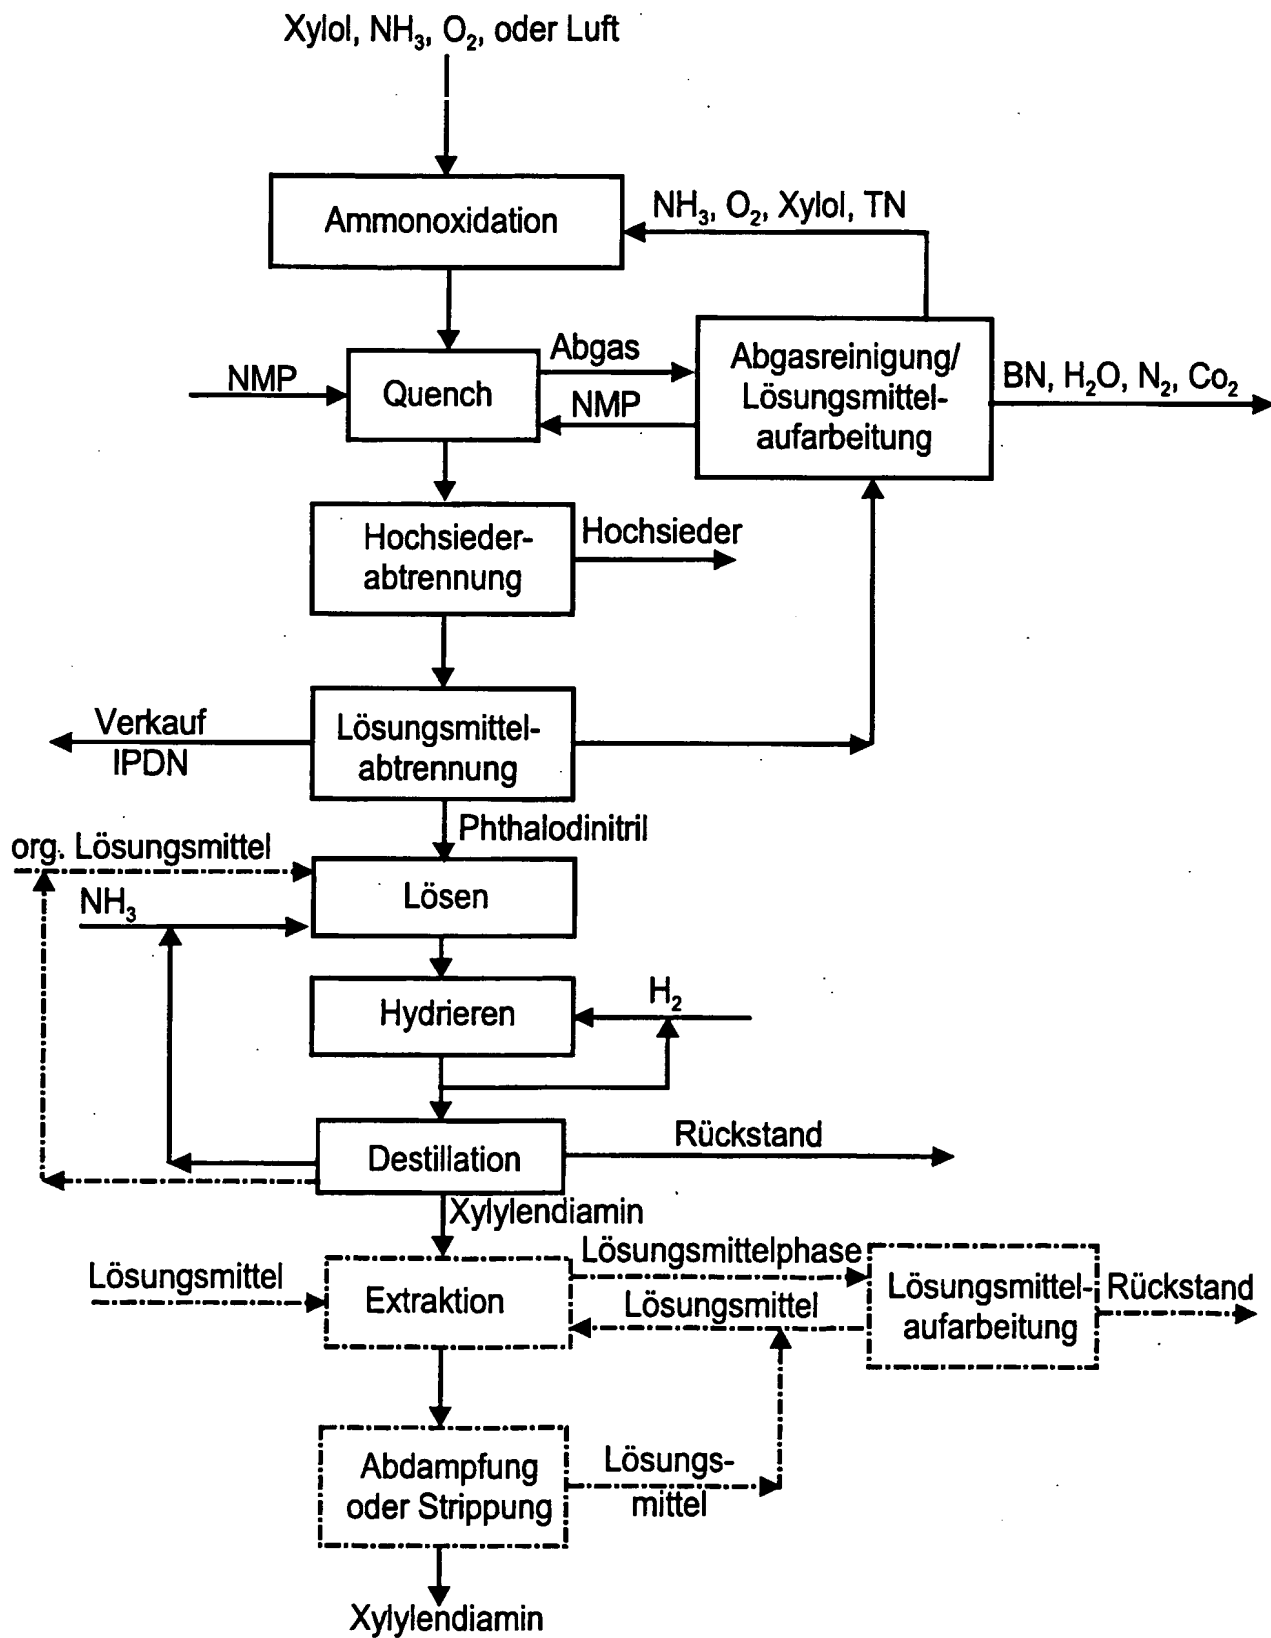 Xylol, NH₃, O₂, oder Luft
Ammonoxidation
NH₃, O₂, Xylol, TN
Abgas
NMP
Quench
NMP
Abgasreinigung/
Lösungsmittel-
aufarbeitung
BN, H₂O, N₂, Co₂
Hochsieder-
abtrennung
Hochsieder
Verkauf
IPDN
Lösungsmittel-
abtrennung
Phthalodinitril
org. Lösungsmittel
NH₃
Lösen
Hydrieren
H₂
Destillation
Rückstand
Xylylendiamin
Lösungsmittel
Extraktion
Lösungsmittelphase
Lösungsmittel
Lösungsmittel-
aufarbeitung
Rückstand
Abdampfung
oder Strippung
Lösungs-
mittel
Xylylendiamin